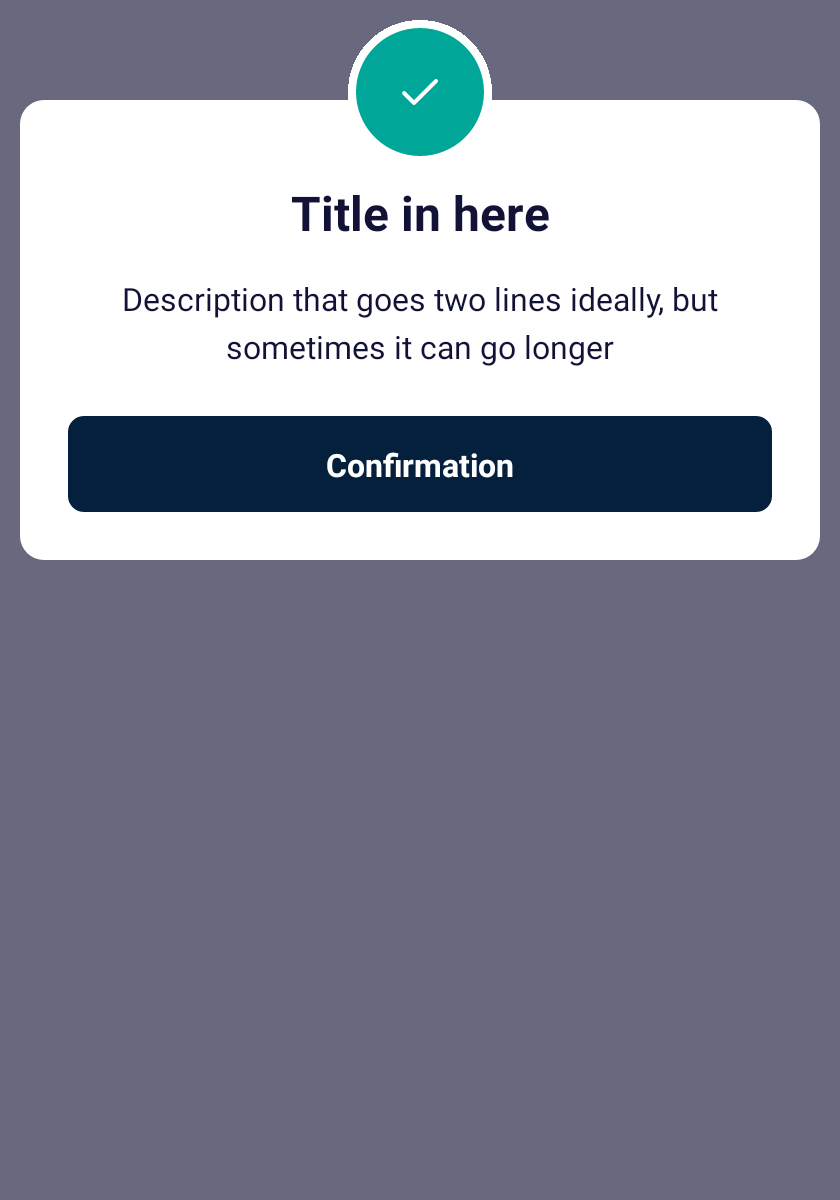 Title in here
Description that goes two lines ideally, but
sometimes it can go longer
Confirmation